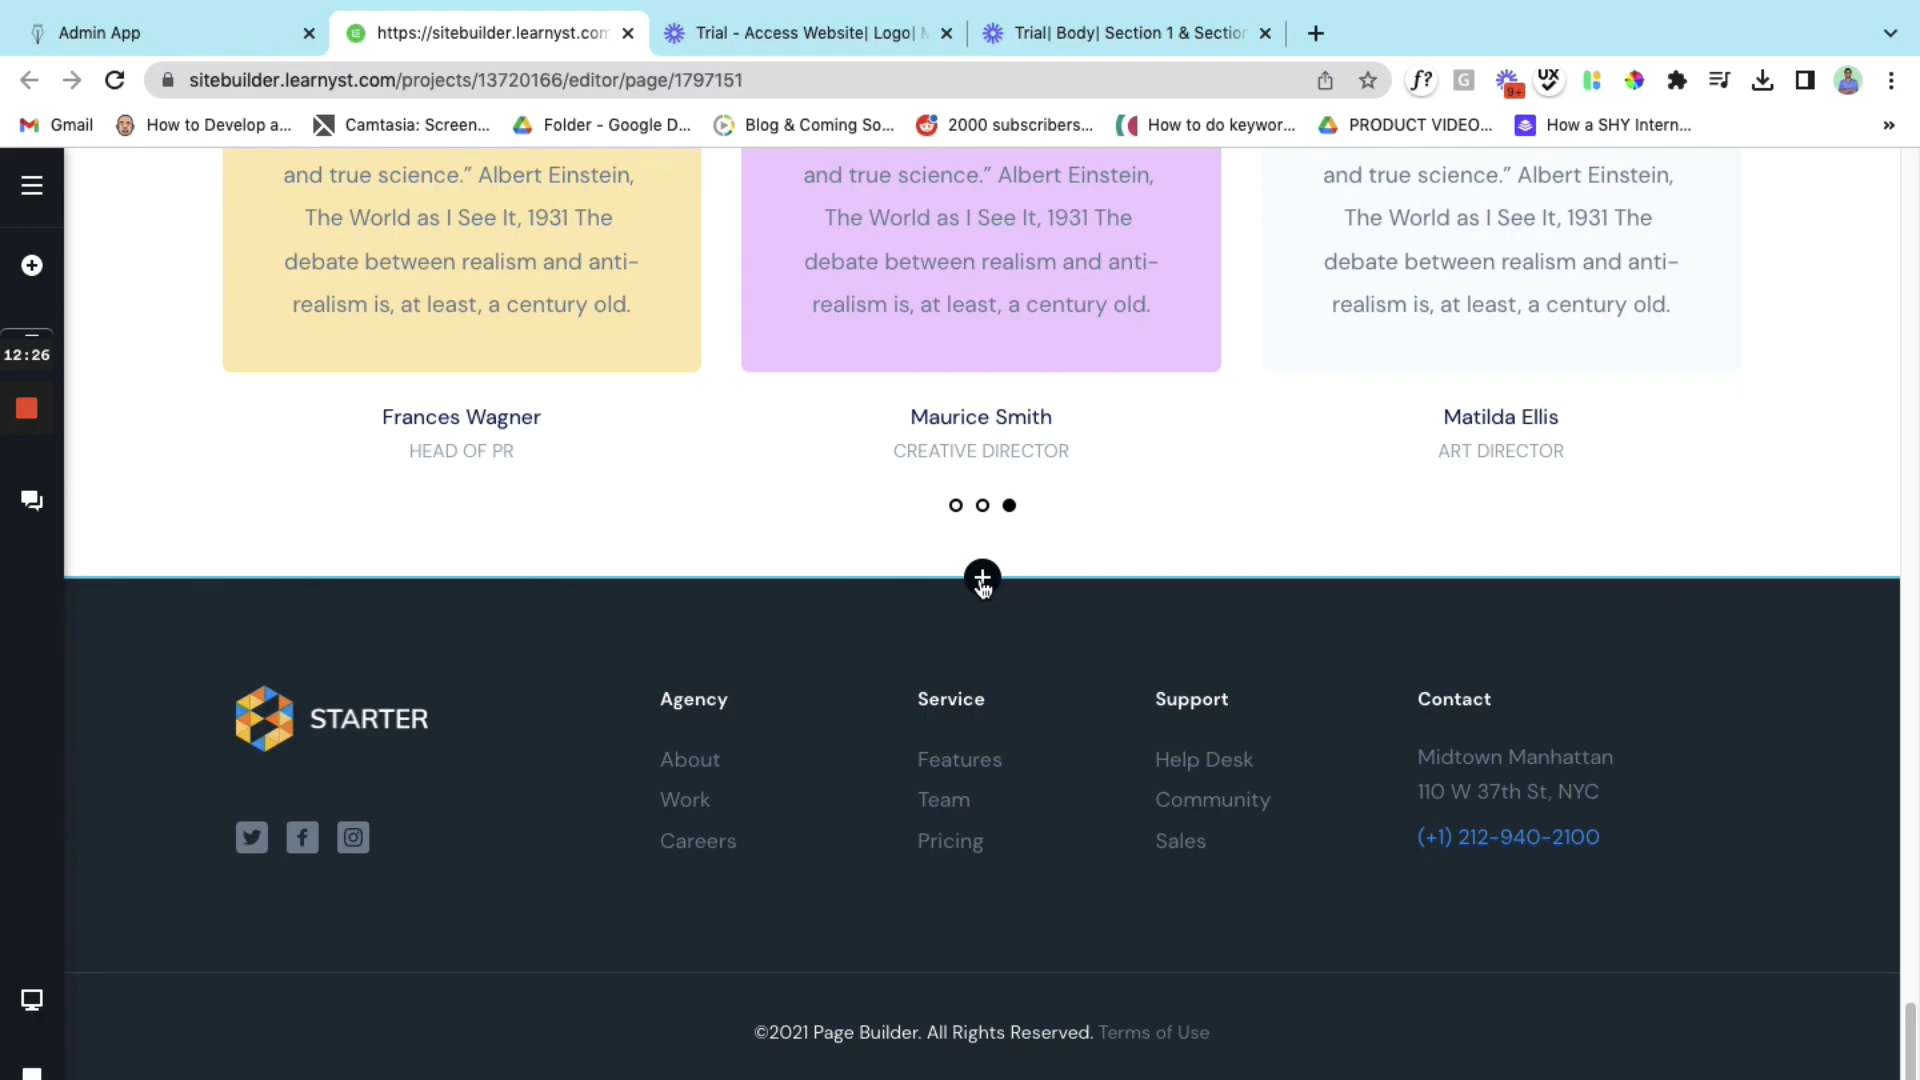 Admin App
https://sitebuilder.learnyst.com
Trial - Access Website| Logo|
Trial| Body| Section 1 & Section
sitebuilder.learnyst.com/projects/13720166/editor/page/1797151
f?
G
9+
UX
Gmail
How to Develop a...
Camtasia: Screen...
Folder - Google D...
Blog & Coming So...
2000 subscribers...
How to do keywor...
PRODUCT VIDEO...
How a SHY Intern...
»
12:26
and true science.” Albert Einstein,
The World as I See It, 1931 The
debate between realism and anti-
realism is, at least, a century old.
Frances Wagner
HEAD OF PR
and true science.” Albert Einstein,
The World as I See It, 1931 The
debate between realism and anti-
realism is, at least, a century old.
Maurice Smith
CREATIVE DIRECTOR
and true science.” Albert Einstein,
The World as I See It, 1931 The
debate between realism and anti-
realism is, at least, a century old.
Matilda Ellis
ART DIRECTOR
STARTER
Agency
About
Work
Careers
Service
Features
Team
Pricing
Support
Help Desk
Community
Sales
Contact
Midtown Manhattan
110 W 37th St, NYC
(+1) 212-940-2100
©2021 Page Builder. All Rights Reserved. Terms of Use